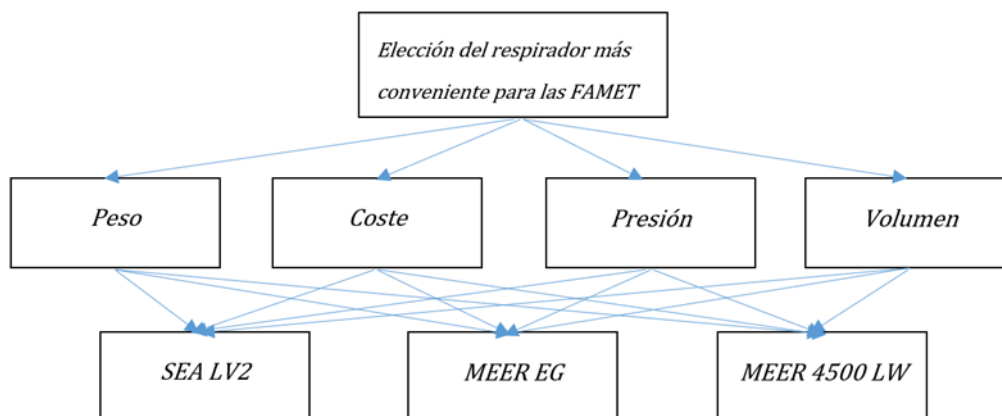 Elección del respirador más
conveniente para las FAMET
Peso
Coste
Presión
Volumen
SEA LV2
MEER EG
MEER 4500 LW